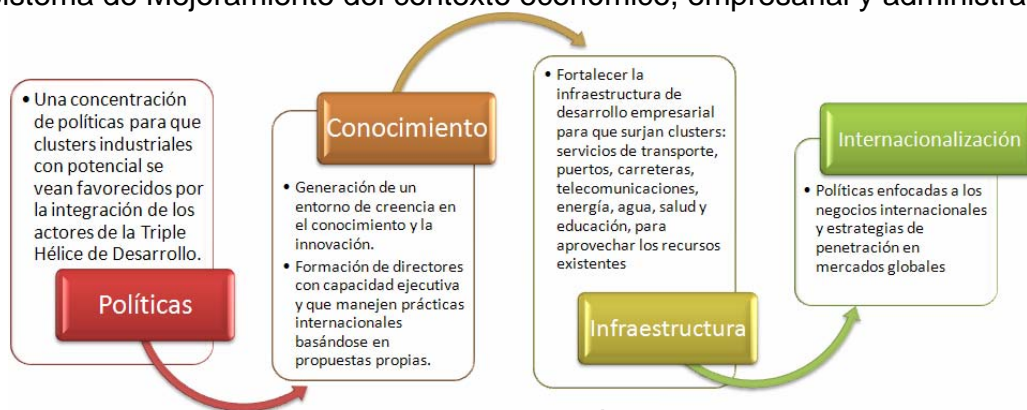 istema de Mejoramiento del contexto económico, empresarial y administra
• Una concentración
de políticas para que
clusters industriales
con potencial se
vean favorecidos por
la integración de los
actores de la Triple
Hélice de Desarrollo.
Políticas
Conocimiento
• Generación de un
entorno de creencia en
el conocimiento y la
innovación.
• Formación de directores
con capacidad ejecutiva
y que manejen prácticas
internacionales
basándose en
propuestas propias.
• Fortalecer la
infraestructura de
desarrollo empresarial
para que surjan clusters:
servicios de transporte,
puertos, carreteras,
telecomunicaciones,
energía, agua, salud y
educación, para
aprovechar los recursos
existentes
Infraestructura
Internacionalización
• Políticas enfocadas a los
negocios internacionales
y estrategias de
penetración en
mercados globales